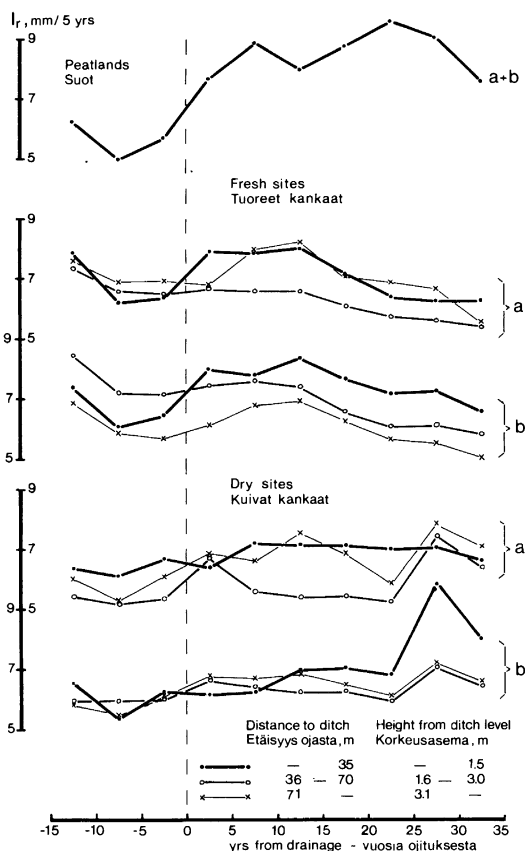 Ir, mm/5 yrs
9
Peatlands
Suot
a+b
7
5
Fresh sites
Tuoreet kankaat
9
7
a
9 5
7
b
5
Dry sites
Kuivat kankaat
9
a
7
9 5
b
7
5
Distance to ditch Height from ditch level
Etäisyys ojasta, m Korkeusasema, m
— 35 — 1.5
36 — 70 1.6 — 3.0
71 — 3.1 —
-15 -10 -5 0 5 10 15 20 25 30 35
yrs from drainage - vuosia ojituksesta